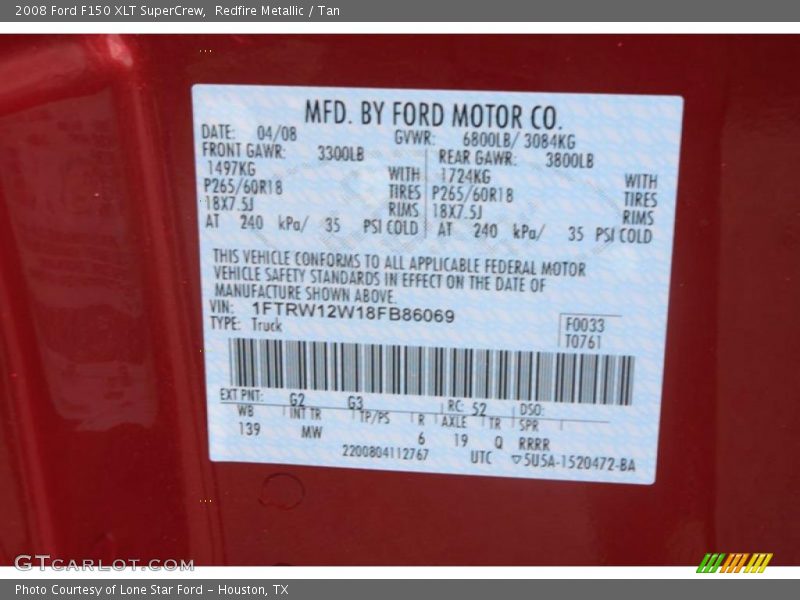 2008 Ford F150 XLT SuperCrew, Redfire Metallic / Tan
MFD. BY FORD MOTOR CO.
DATE: 04/08 GVWR: 6800LB/ 3084KG
FRONT GAWR: 3300LB REAR GAWR: 3800LB
1497KG WITH 1724KG WITH
P265/60R18 TIRES P265/60R18 TIRES
18X7.5J RIMS 18X7.5J RIMS
AT 240 kPa/ 35 PSI COLD AT 240 kPa/ 35 PSI COLD
THIS VEHICLE CONFORMS TO ALL APPLICABLE FEDERAL MOTOR
VEHICLE SAFETY STANDARDS IN EFFECT ON THE DATE OF
MANUFACTURE SHOWN ABOVE.
VIN: 1FTRW12W18FB86069
TYPE: Truck
F0033
T0761
EXT PNT: G2 G3 RC: 52 DSO:
WB INT TR TP/PS R AXLE TR SPR
139 MW 6 19 Q RRRR
2200804112767 UTC ▽5U5A-1520472-BA
GTCARLOT.COM
Photo Courtesy of Lone Star Ford - Houston, TX